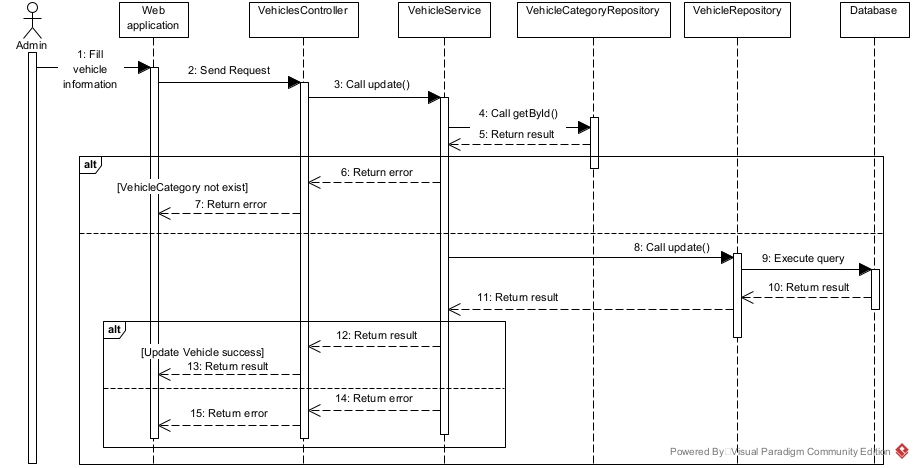 Admin
Web
application
VehiclesController
VehicleService
VehicleCategoryRepository
VehicleRepository
Database
1: Fill
vehicle
information
2: Send Request
3: Call update()
4: Call getById()
5: Return result
alt
6: Return error
[VehicleCategory not exist]
7: Return error
8: Call update()
9: Execute query
10: Return result
11: Return result
alt
12: Return result
[Update Vehicle success]
13: Return result
14: Return error
15: Return error
Powered By Visual Paradigm Community Edition